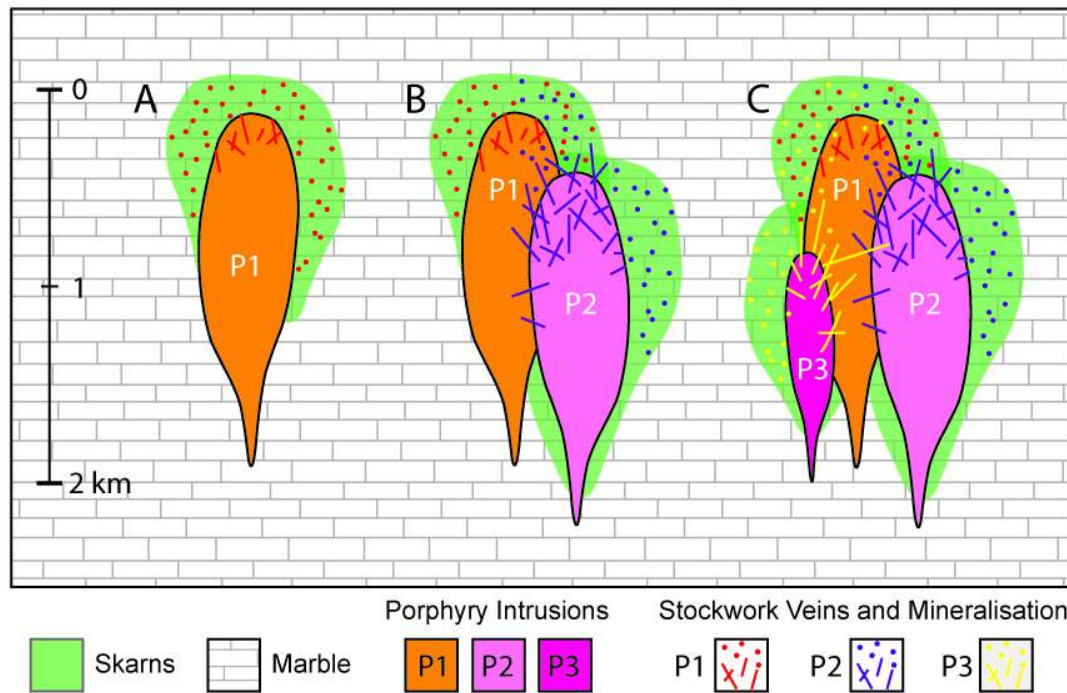 0
A
B
C
P1
P1
P1
1
P2
P2
P3
2 km
Porphyry Intrusions
Stockwork Veins and Mineralisation
Skarns
Marble
P1
P2
P3
P1
P2
P3